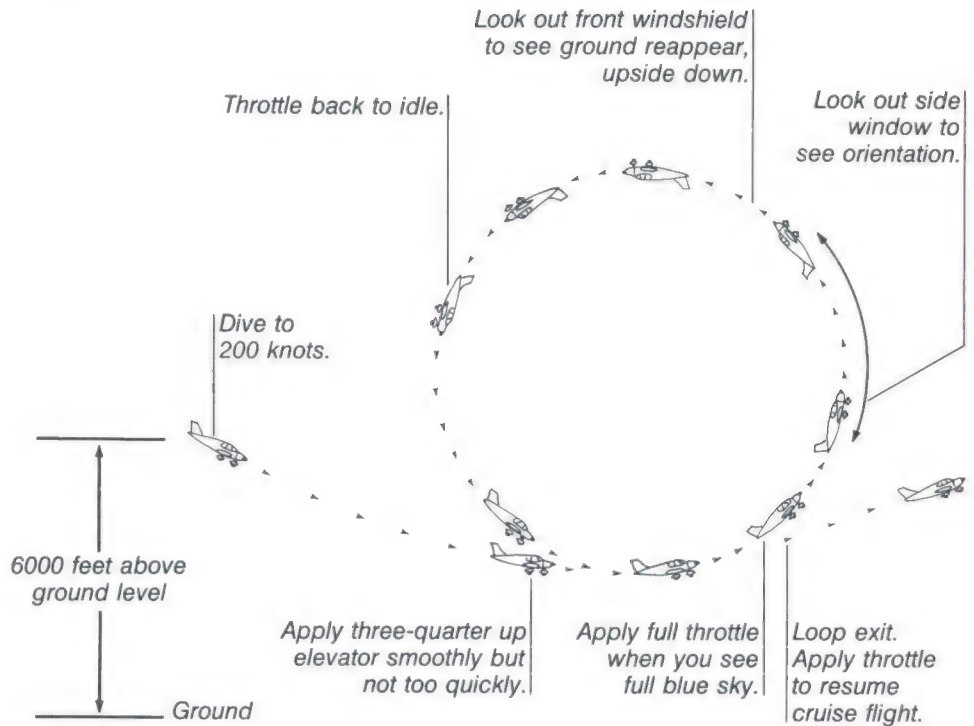 Look out front windshield
to see ground reappear,
upside down.
Throttle back to idle.
Look out side
window to
see orientation.
Dive to
200 knots.
6000 feet above
ground level
Apply three-quarter up
elevator smoothly but
not too quickly.
Apply full throttle
when you see
full blue sky.
Loop exit.
Apply throttle
to resume
cruise flight.
Ground